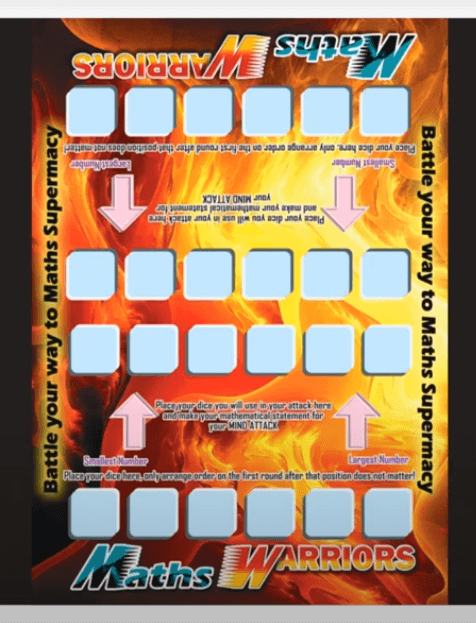 Maths WARRIORS
Place your dice here, only arrange order on the first round after that position does not matter!
Smallest Number
Largest Number
Place your dice you will use in your attack here
and make your mathematical statement for
your MIND ATTACK
Battle your way to Maths Supermacy
Battle your way to Maths Supermacy
Place your dice you will use in your attack here
and make your mathematical statement for
your MIND ATTACK
Smallest Number
Largest Number
Place your dice here, only arrange order on the first round after that position does not matter!
Maths WARRIORS